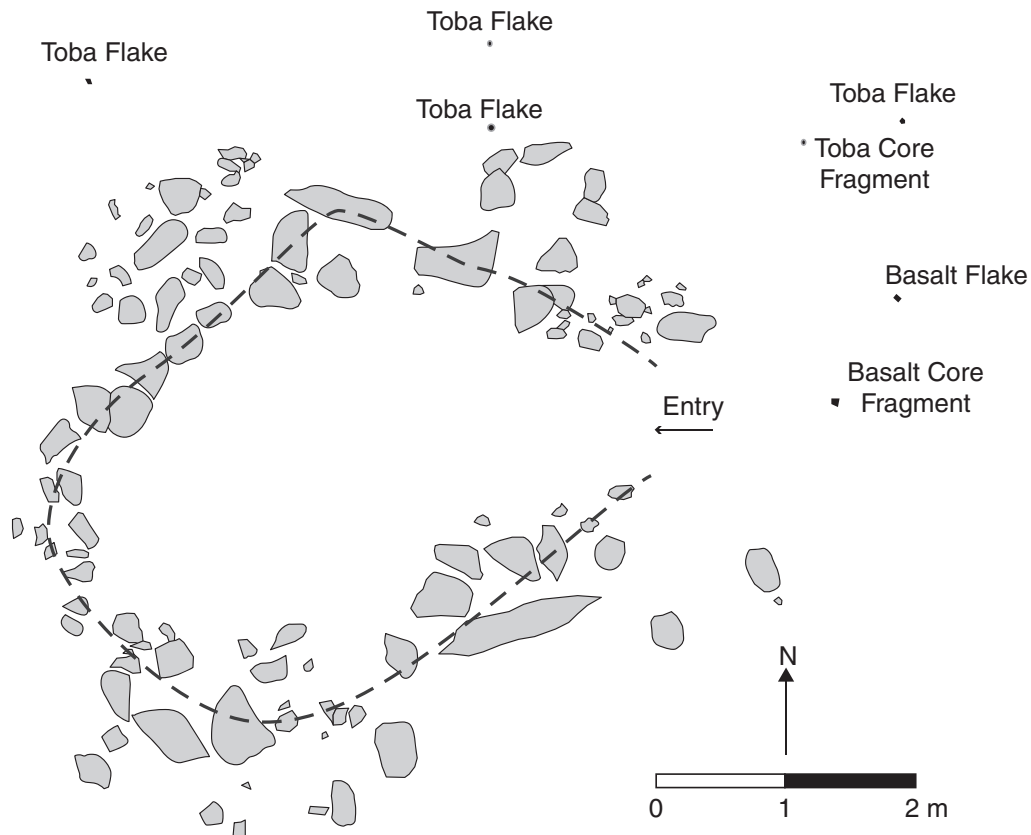 Toba Flake
Toba Flake
Toba Flake
Toba Flake
Toba Core
Fragment
Basalt Flake
Basalt Core
Fragment
Entry
N
0 1 2 m